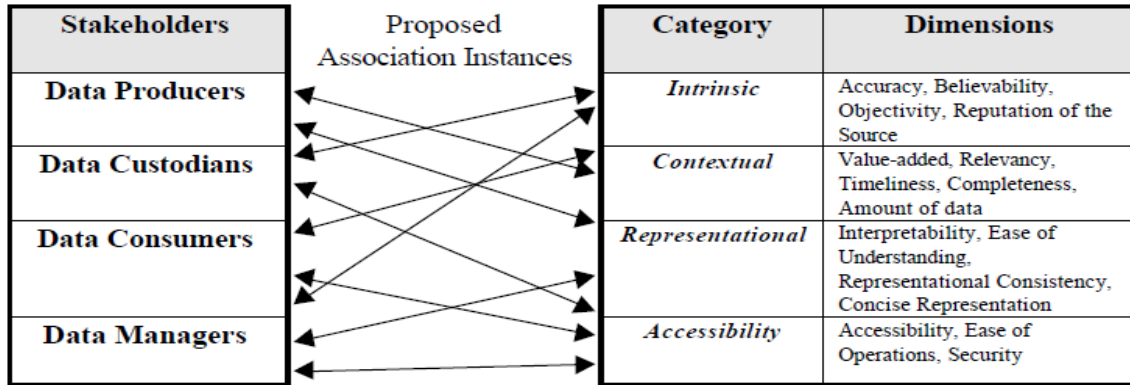 Stakeholders
Proposed
Association Instances
Category
Dimensions
Data Producers
Intrinsic
Accuracy, Believability,
Objectivity, Reputation of the
Source
Data Custodians
Contextual
Value-added, Relevancy,
Timeliness, Completeness,
Amount of data
Data Consumers
Representational
Interpretability, Ease of
Understanding,
Representational Consistency,
Concise Representation
Data Managers
Accessibility
Accessibility, Ease of
Operations, Security